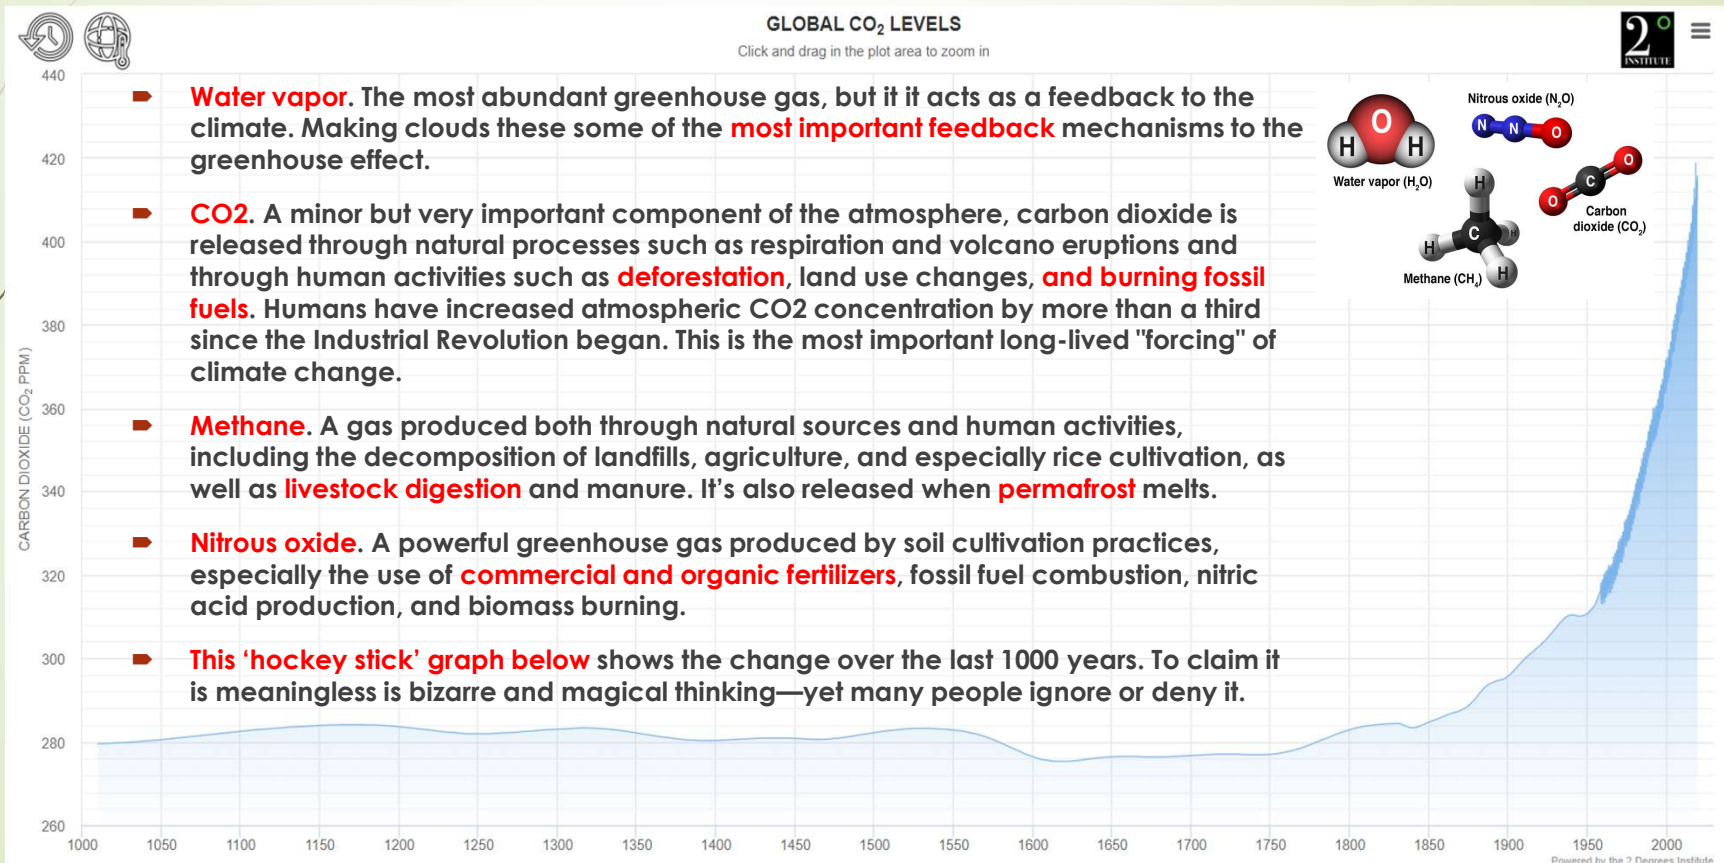 GLOBAL CO₂ LEVELS
Click and drag in the plot area to zoom in
2°
INSTITUTE
CARBON DIOXIDE (CO₂ PPM)
440
420
400
380
360
340
320
300
280
260
Water vapor. The most abundant greenhouse gas, but it it acts as a feedback to the
climate. Making clouds these some of the most important feedback mechanisms to the
greenhouse effect.
CO2. A minor but very important component of the atmosphere, carbon dioxide is
released through natural processes such as respiration and volcano eruptions and
through human activities such as deforestation, land use changes, and burning fossil
fuels. Humans have increased atmospheric CO2 concentration by more than a third
since the Industrial Revolution began. This is the most important long-lived "forcing" of
climate change.
Methane. A gas produced both through natural sources and human activities,
including the decomposition of landfills, agriculture, and especially rice cultivation, as
well as livestock digestion and manure. It’s also released when permafrost melts.
Nitrous oxide. A powerful greenhouse gas produced by soil cultivation practices,
especially the use of commercial and organic fertilizers, fossil fuel combustion, nitric
acid production, and biomass burning.
This ‘hockey stick’ graph below shows the change over the last 1000 years. To claim it
is meaningless is bizarre and magical thinking—yet many people ignore or deny it.
O
H H
Water vapor (H₂O)
Nitrous oxide (N₂O)
N N O
O
C
O
Carbon
dioxide (CO₂)
H
C
H
H
H
Methane (CH₄)
1000 1050 1100 1150 1200 1250 1300 1350 1400 1450 1500 1550 1600 1650 1700 1750 1800 1850 1900 1950 2000
Powered by the 2 Degrees Institute